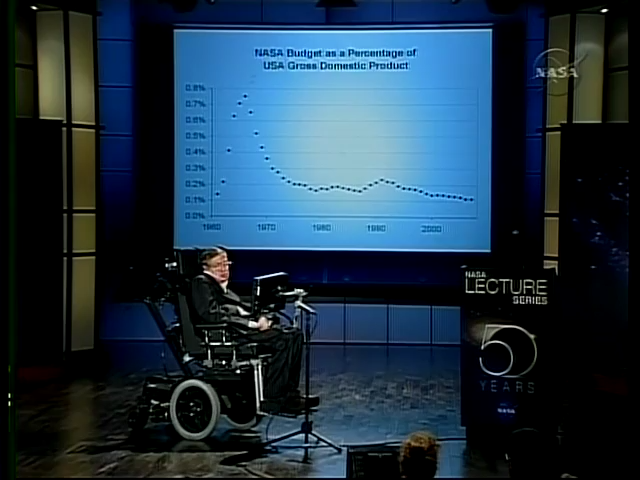 NASA Budget as a Percentage of
USA Gross Domestic Product
NASA
0.8%
0.7%
0.6%
0.5%
0.4%
0.3%
0.2%
0.1%
0.0%
1960
1970
1980
1990
2000
NASA
LECTURE
SERIES
50
YEARS
NASA